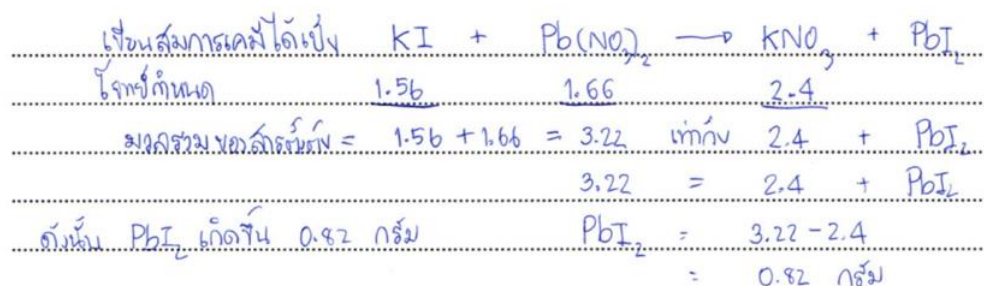 เขียนสมการเคมีได้เป็น KI + Pb(NO₃)₂ → KNO₃ + PbI₂
โจทย์กำหนด 1.56 1.66 2.4
มวลรวมของสารตั้งต้น = 1.56 + 1.66 = 3.22 เท่ากับ 2.4 + PbI₂
3.22 = 2.4 + PbI₂
ดังนั้น PbI₂ เกิดขึ้น 0.82 กรัม PbI₂ = 3.22 - 2.4
= 0.82 กรัม